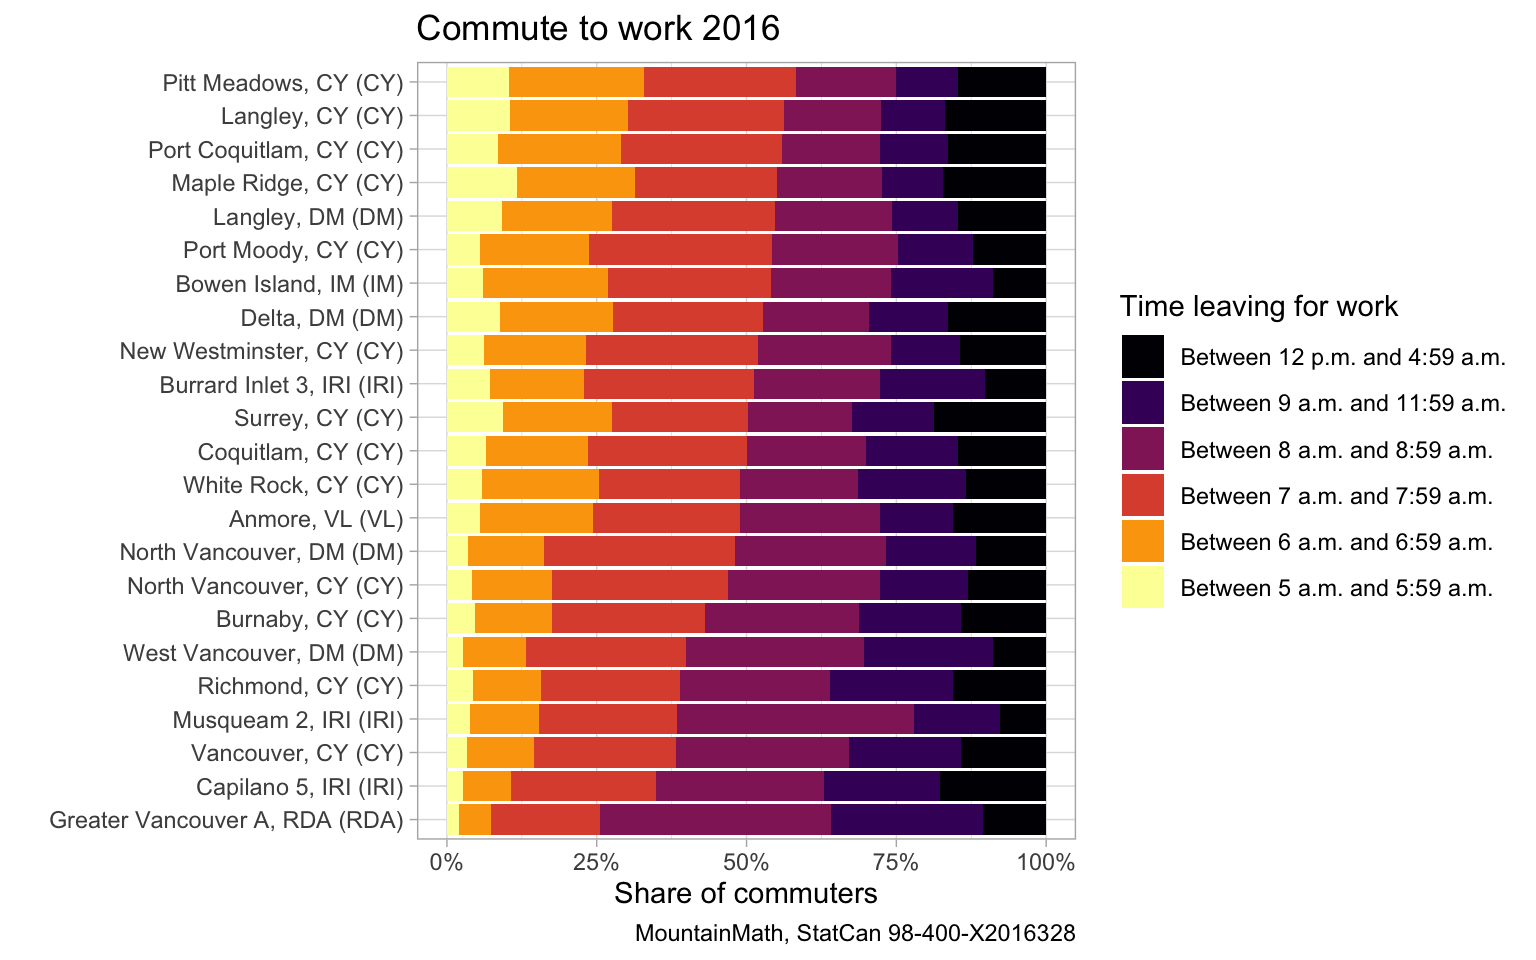 Commute to work 2016
Pitt Meadows, CY (CY)
Langley, CY (CY)
Port Coquitlam, CY (CY)
Maple Ridge, CY (CY)
Langley, DM (DM)
Port Moody, CY (CY)
Bowen Island, IM (IM)
Delta, DM (DM)
New Westminster, CY (CY)
Burrard Inlet 3, IRI (IRI)
Surrey, CY (CY)
Coquitlam, CY (CY)
White Rock, CY (CY)
Anmore, VL (VL)
North Vancouver, DM (DM)
North Vancouver, CY (CY)
Burnaby, CY (CY)
West Vancouver, DM (DM)
Richmond, CY (CY)
Musqueam 2, IRI (IRI)
Vancouver, CY (CY)
Capilano 5, IRI (IRI)
Greater Vancouver A, RDA (RDA)
0% 25% 50% 75% 100%
Share of commuters
Time leaving for work
Between 12 p.m. and 4:59 a.m.
Between 9 a.m. and 11:59 a.m.
Between 8 a.m. and 8:59 a.m.
Between 7 a.m. and 7:59 a.m.
Between 6 a.m. and 6:59 a.m.
Between 5 a.m. and 5:59 a.m.
MountainMath, StatCan 98-400-X2016328